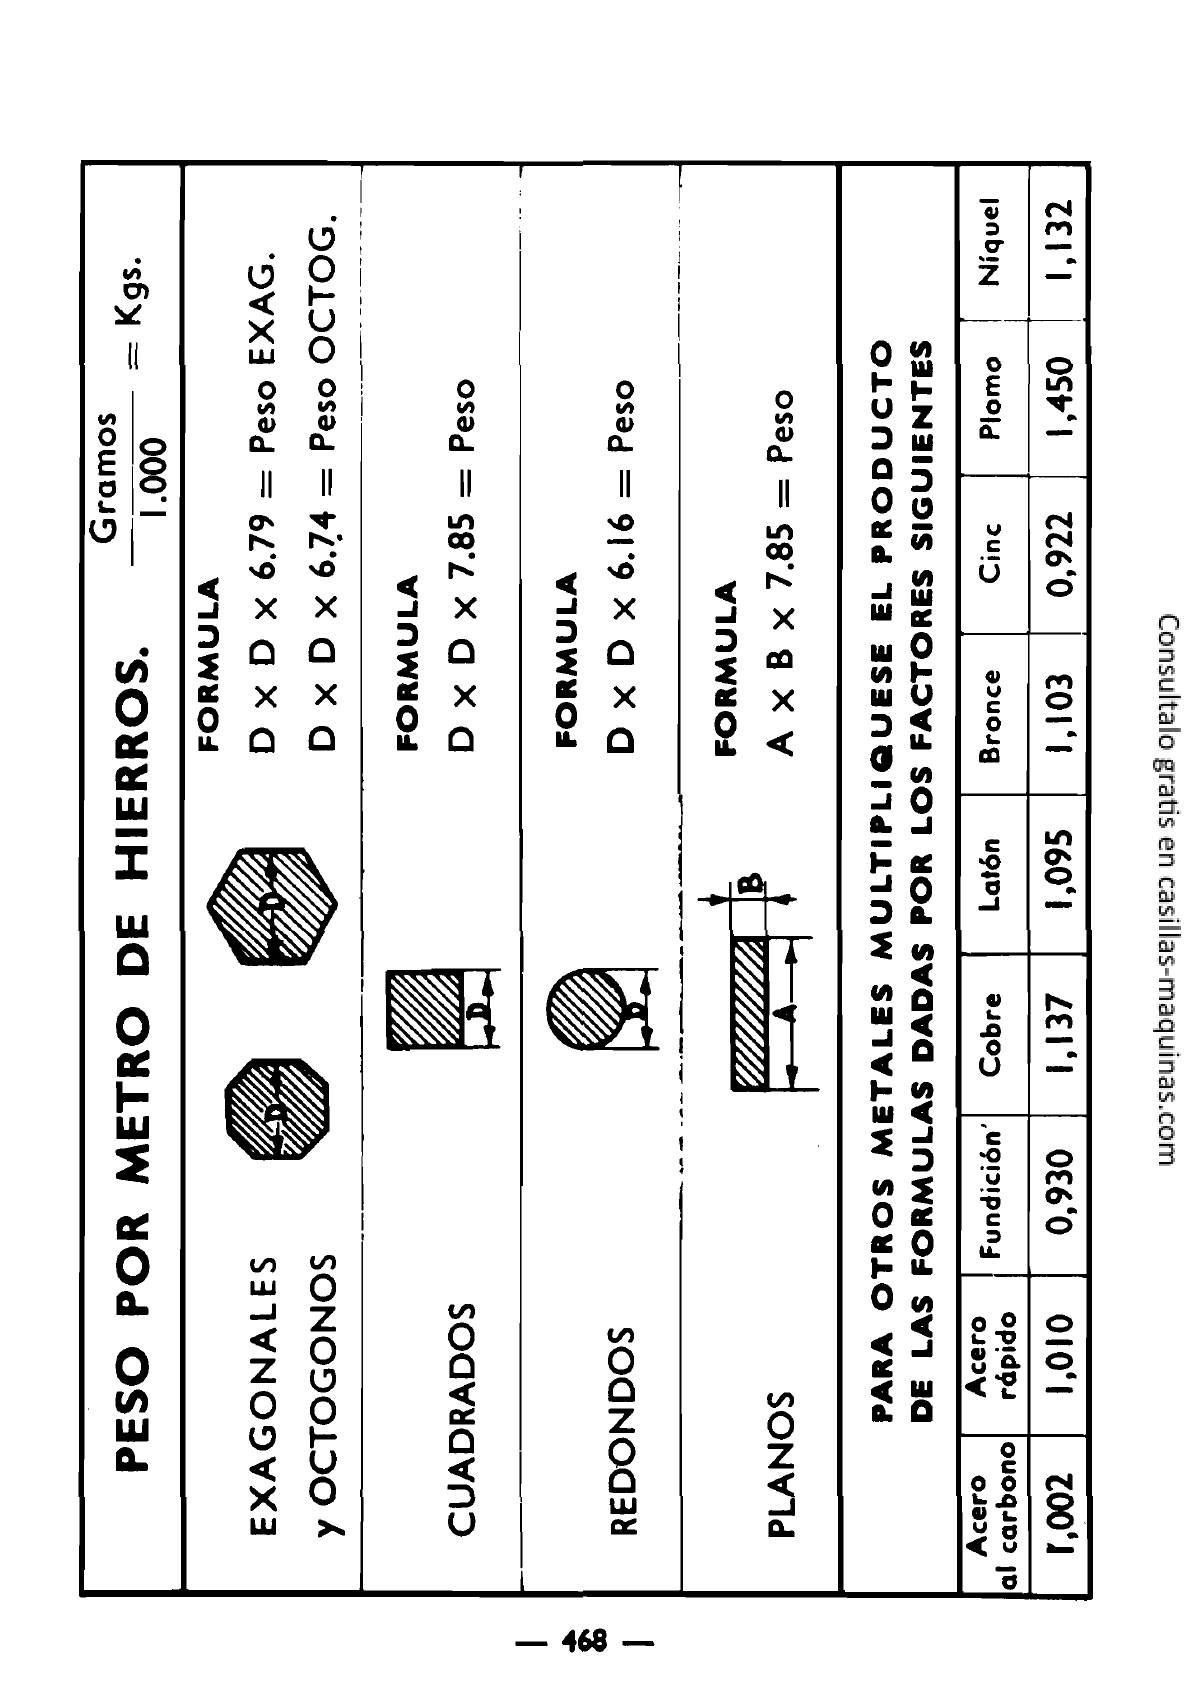 PESO POR METRO DE HIERROS.
Gramos
1.000
= Kgs.
EXAGONALES
y OCTOGONOS
D
D
FORMULA
D x D x 6.79 = Peso EXAG.
D x D x 6.74 = Peso OCTOG.
CUADRADOS
D
FORMULA
D x D x 7.85 = Peso
REDONDOS
D
FORMULA
D x D x 6.16 = Peso
PLANOS
A
B
FORMULA
A x B x 7.85 = Peso
PARA OTROS METALES MULTIPLIQUESE EL PRODUCTO
DE LAS FORMULAS DADAS POR LOS FACTORES SIGUIENTES
Acero al carbono Acero rápido Fundición Cobre Latón Bronce Cinc Plomo Níquel
1,002 1,010 0,930 1,137 1,095 1,103 0,922 1,450 1,132
— 468 —
Consultalo gratis en casillas-maquinas.com